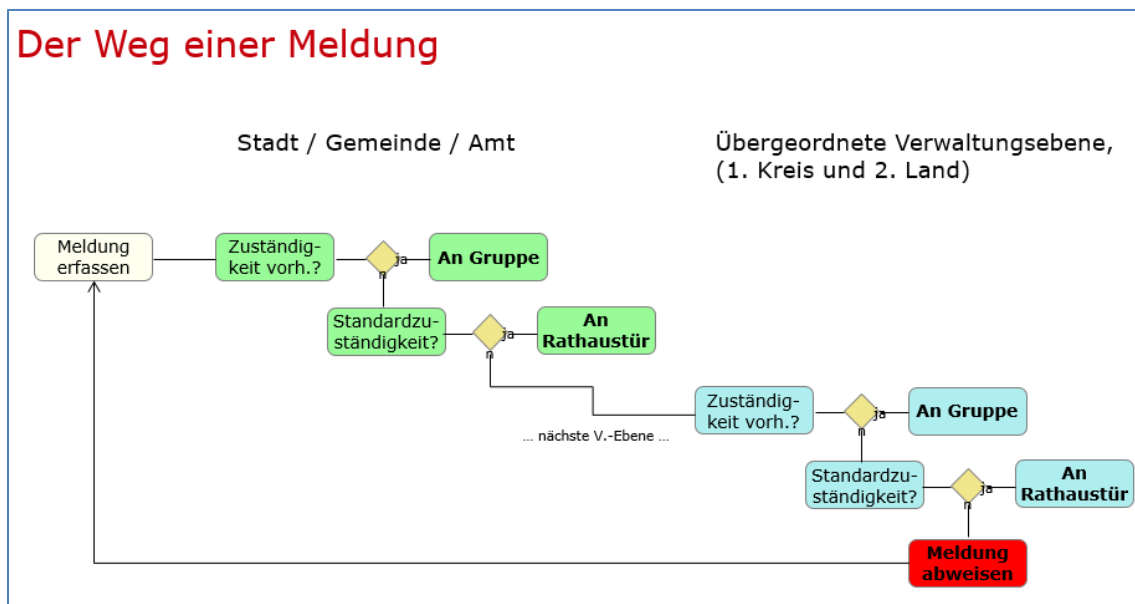 Der Weg einer Meldung
Stadt / Gemeinde / Amt
Übergeordnete Verwaltungsebene,
(1. Kreis und 2. Land)
Meldung
erfassen
Zuständig-
keit vorh.?
ja
n
An Gruppe
Standardzu-
ständigkeit?
ja
n
An
Rathaustür
... nächste V.-Ebene ...
Zuständig-
keit vorh.?
ja
n
An Gruppe
Standardzu-
ständigkeit?
ja
n
An
Rathaustür
Meldung
abweisen